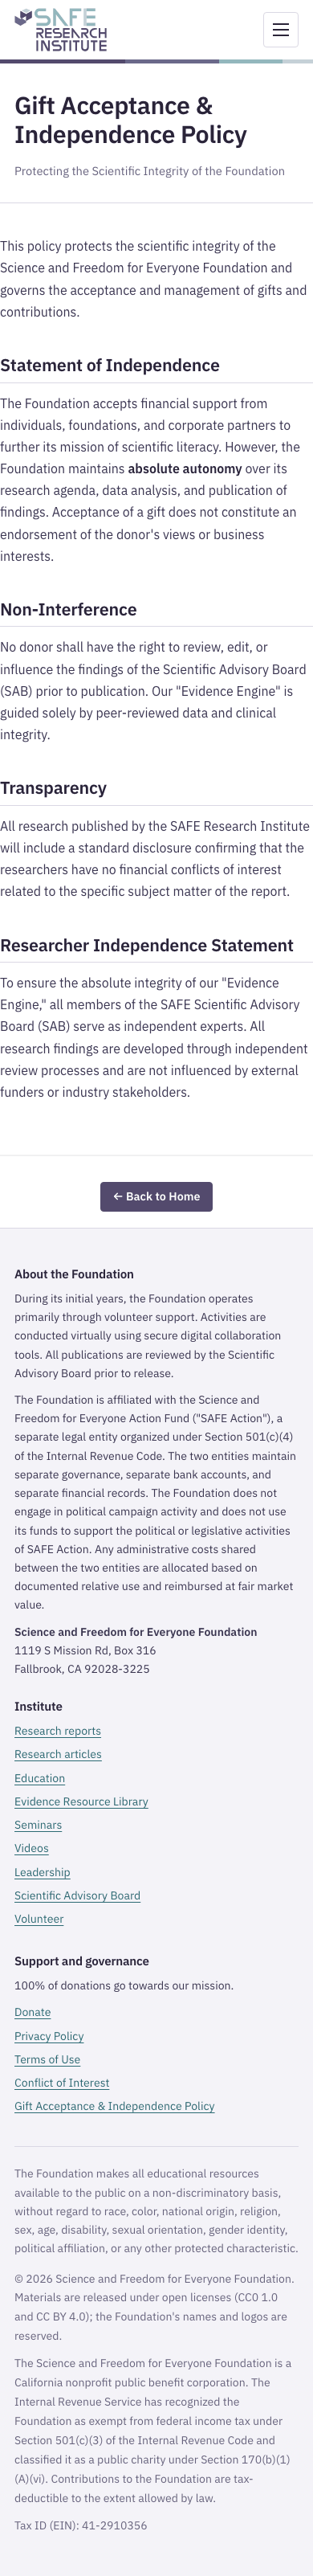 SAFE
RESEARCH
INSTITUTE
Gift Acceptance &
Independence Policy
Protecting the Scientific Integrity of the Foundation
This policy protects the scientific integrity of the
Science and Freedom for Everyone Foundation and
governs the acceptance and management of gifts and
contributions.
Statement of Independence
The Foundation accepts financial support from
individuals, foundations, and corporate partners to
further its mission of scientific literacy. However, the
Foundation maintains absolute autonomy over its
research agenda, data analysis, and publication of
findings. Acceptance of a gift does not constitute an
endorsement of the donor's views or business
interests.
Non-Interference
No donor shall have the right to review, edit, or
influence the findings of the Scientific Advisory Board
(SAB) prior to publication. Our "Evidence Engine" is
guided solely by peer-reviewed data and clinical
integrity.
Transparency
All research published by the SAFE Research Institute
will include a standard disclosure confirming that the
researchers have no financial conflicts of interest
related to the specific subject matter of the report.
Researcher Independence Statement
To ensure the absolute integrity of our "Evidence
Engine," all members of the SAFE Scientific Advisory
Board (SAB) serve as independent experts. All
research findings are developed through independent
review processes and are not influenced by external
funders or industry stakeholders.
← Back to Home
About the Foundation
During its initial years, the Foundation operates
primarily through volunteer support. Activities are
conducted virtually using secure digital collaboration
tools. All publications are reviewed by the Scientific
Advisory Board prior to release.
The Foundation is affiliated with the Science and
Freedom for Everyone Action Fund ("SAFE Action"), a
separate legal entity organized under Section 501(c)(4)
of the Internal Revenue Code. The two entities maintain
separate governance, separate bank accounts, and
separate financial records. The Foundation does not
engage in political campaign activity and does not use
its funds to support the political or legislative activities
of SAFE Action. Any administrative costs shared
between the two entities are allocated based on
documented relative use and reimbursed at fair market
value.
Science and Freedom for Everyone Foundation
1119 S Mission Rd, Box 316
Fallbrook, CA 92028-3225
Institute
Research reports
Research articles
Education
Evidence Resource Library
Seminars
Videos
Leadership
Scientific Advisory Board
Volunteer
Support and governance
100% of donations go towards our mission.
Donate
Privacy Policy
Terms of Use
Conflict of Interest
Gift Acceptance & Independence Policy
The Foundation makes all educational resources
available to the public on a non-discriminatory basis,
without regard to race, color, national origin, religion,
sex, age, disability, sexual orientation, gender identity,
political affiliation, or any other protected characteristic.
© 2026 Science and Freedom for Everyone Foundation.
Materials are released under open licenses (CC0 1.0
and CC BY 4.0); the Foundation's names and logos are
reserved.
The Science and Freedom for Everyone Foundation is a
California nonprofit public benefit corporation. The
Internal Revenue Service has recognized the
Foundation as exempt from federal income tax under
Section 501(c)(3) of the Internal Revenue Code and
classified it as a public charity under Section 170(b)(1)
(A)(vi). Contributions to the Foundation are tax-
deductible to the extent allowed by law.
Tax ID (EIN): 41-2910356